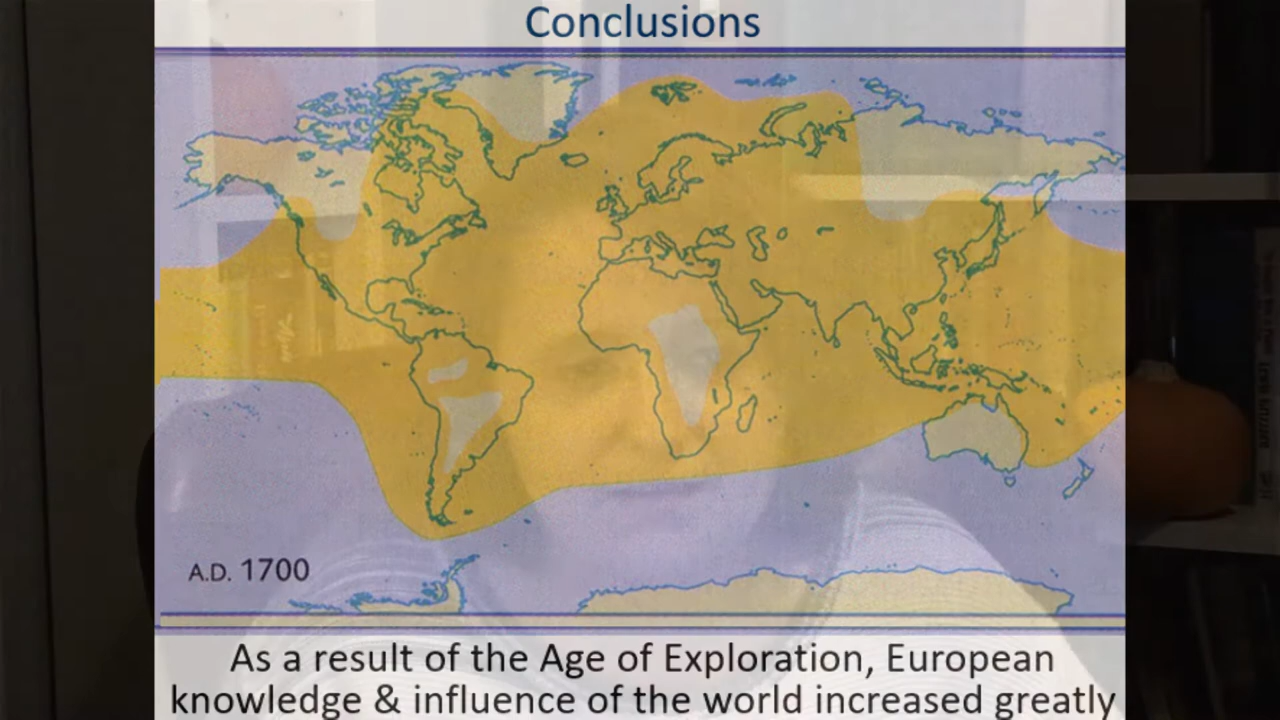 Conclusions
A.D. 1700
As a result of the Age of Exploration, European
knowledge & influence of the world increased greatly